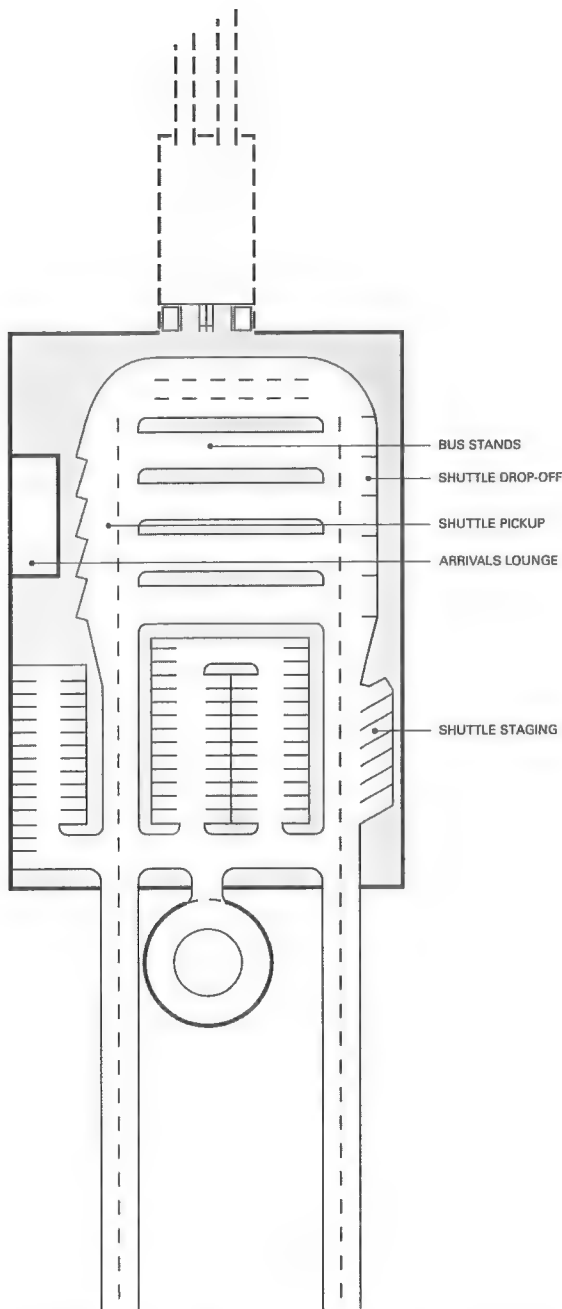 BUS STANDS
SHUTTLE DROP-OFF
SHUTTLE PICKUP
ARRIVALS LOUNGE
SHUTTLE STAGING